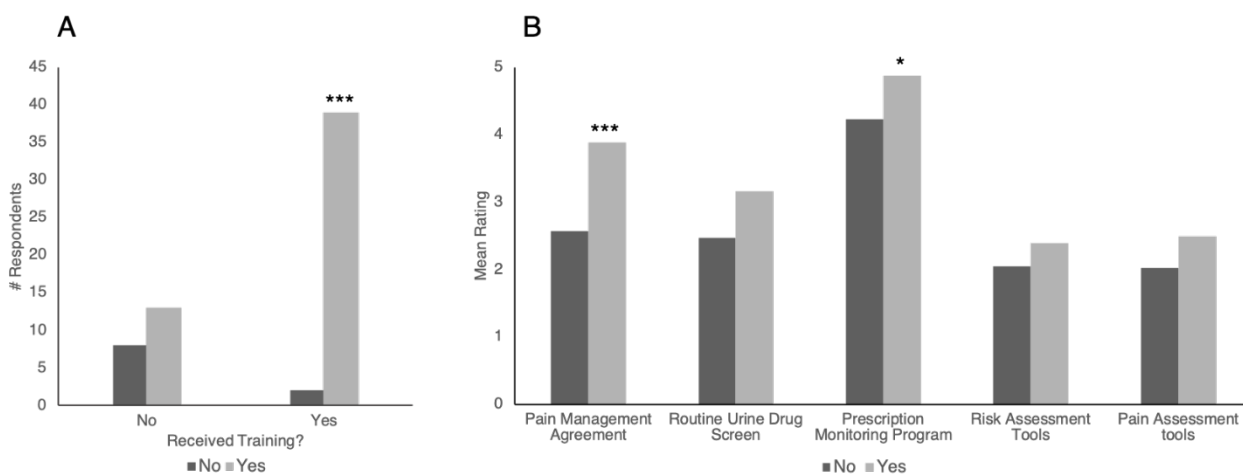 A
45
40
35
30
25
20
15
10
5
0
# Respondents
***
No
Yes
Received Training?
No Yes
B
5
4
3
2
1
0
Mean Rating
***
*
Pain Management
Agreement
Routine Urine Drug
Screen
Prescription
Monitoring Program
Risk Assessment
Tools
Pain Assessment
tools
No Yes